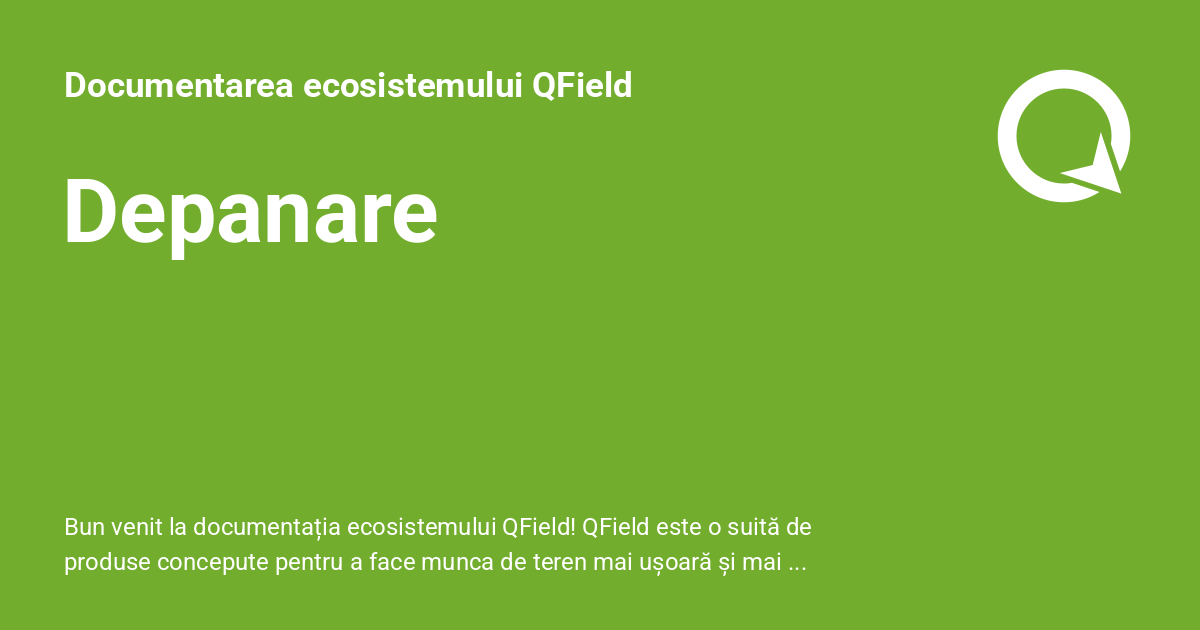 Documentarea ecosistemului QField
Depanare
Bun venit la documentația ecosistemului QField! QField este o suită de
produse concepute pentru a face munca de teren mai ușoară și mai ...